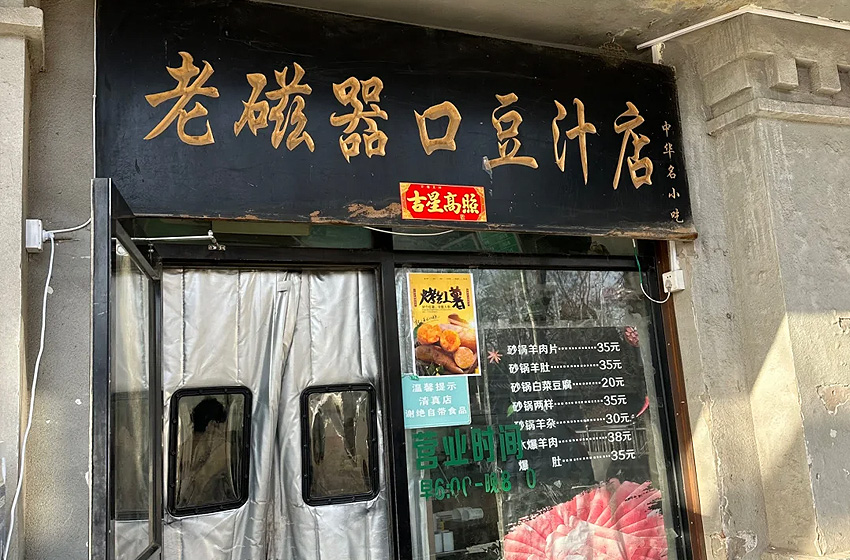 老磁器口豆汁店
中华名小吃
吉星高照
烤红薯
温馨提示
清真店
谢绝自带食品
砂锅羊肉片…………35元
砂锅羊肚……………35元
砂锅白菜豆腐………20元
砂锅两样……………35元
砂锅羊杂……………30元
水爆羊肉……………38元
爆 肚………………35元
营业时间